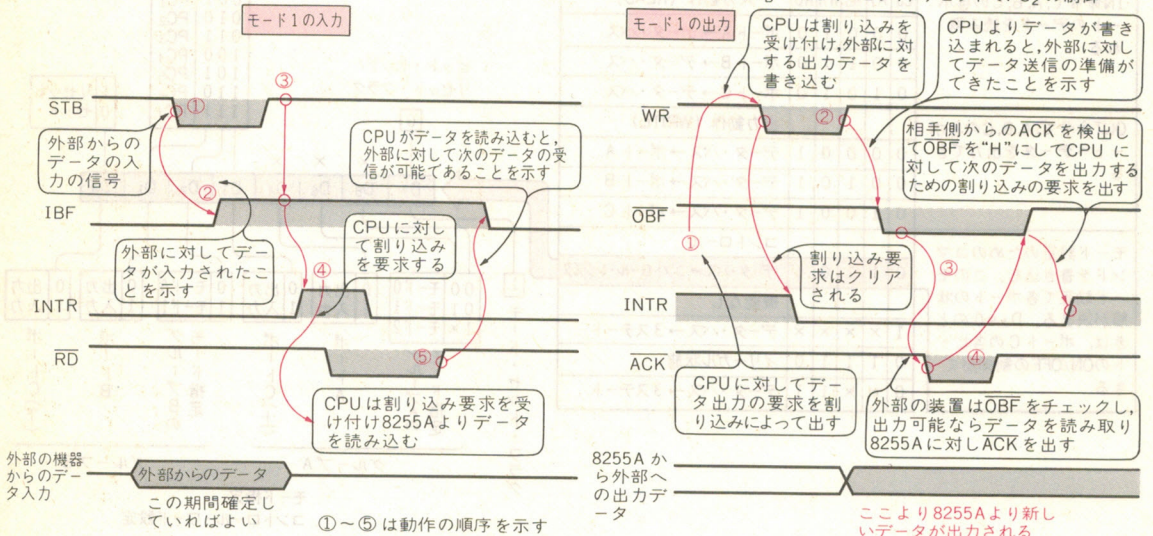 モード1の入力
STB
①
③
外部からの
データの入
力の信号
②
IBF
外部に対してデー
タが入力されたこ
とを示す
CPUがデータを読み込むと,
外部に対して次のデータの受
信が可能であることを示す
CPUに対し
て割り込み
を要求する
④
INTR
RD
⑤
CPUは割り込み要求を受
け付け8255Aよりデータ
を読み込む
外部の機器
からのデー
タ入力
外部からのデータ
この期間確定し
ていればよい
①～⑤は動作の順序を示す
モード1の出力
CPUは割り込みを
受け付け,外部に対
する出力データを
書き込む
CPUよりデータが書き
込まれると,外部に対し
てデータ送信の準備が
できたことを示す
WR
②
相手側からのACKを検出し
てOBFを“H”にしてCPUに
対して次のデータを出力する
ための割り込みの要求を出す
OBF
①
割り込み要
求はクリア
される
③
INTR
ACK
④
CPUに対してデー
タ出力の要求を割
り込みによって出す
外部の装置はOBFをチェックし,
出力可能ならデータを読み取り
8255Aに対しACKを出す
8255Aか
ら外部へ
の出力デ
ータ
ここより8255Aより新し
いデータが出力される